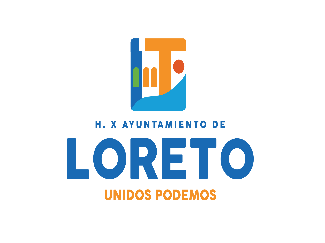 H. X AYUNTAMIENTO DE
LORETO
UNIDOS PODEMOS